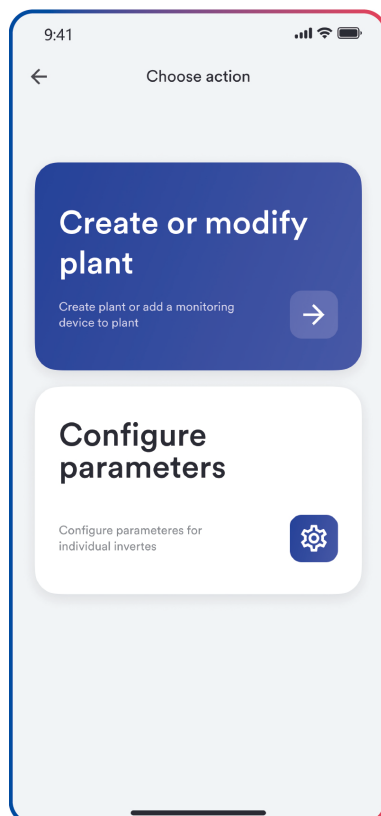 9:41
Choose action
Create or modify
plant
Create plant or add a monitoring
device to plant
Configure
parameters
Configure parameteres for
individual invertes